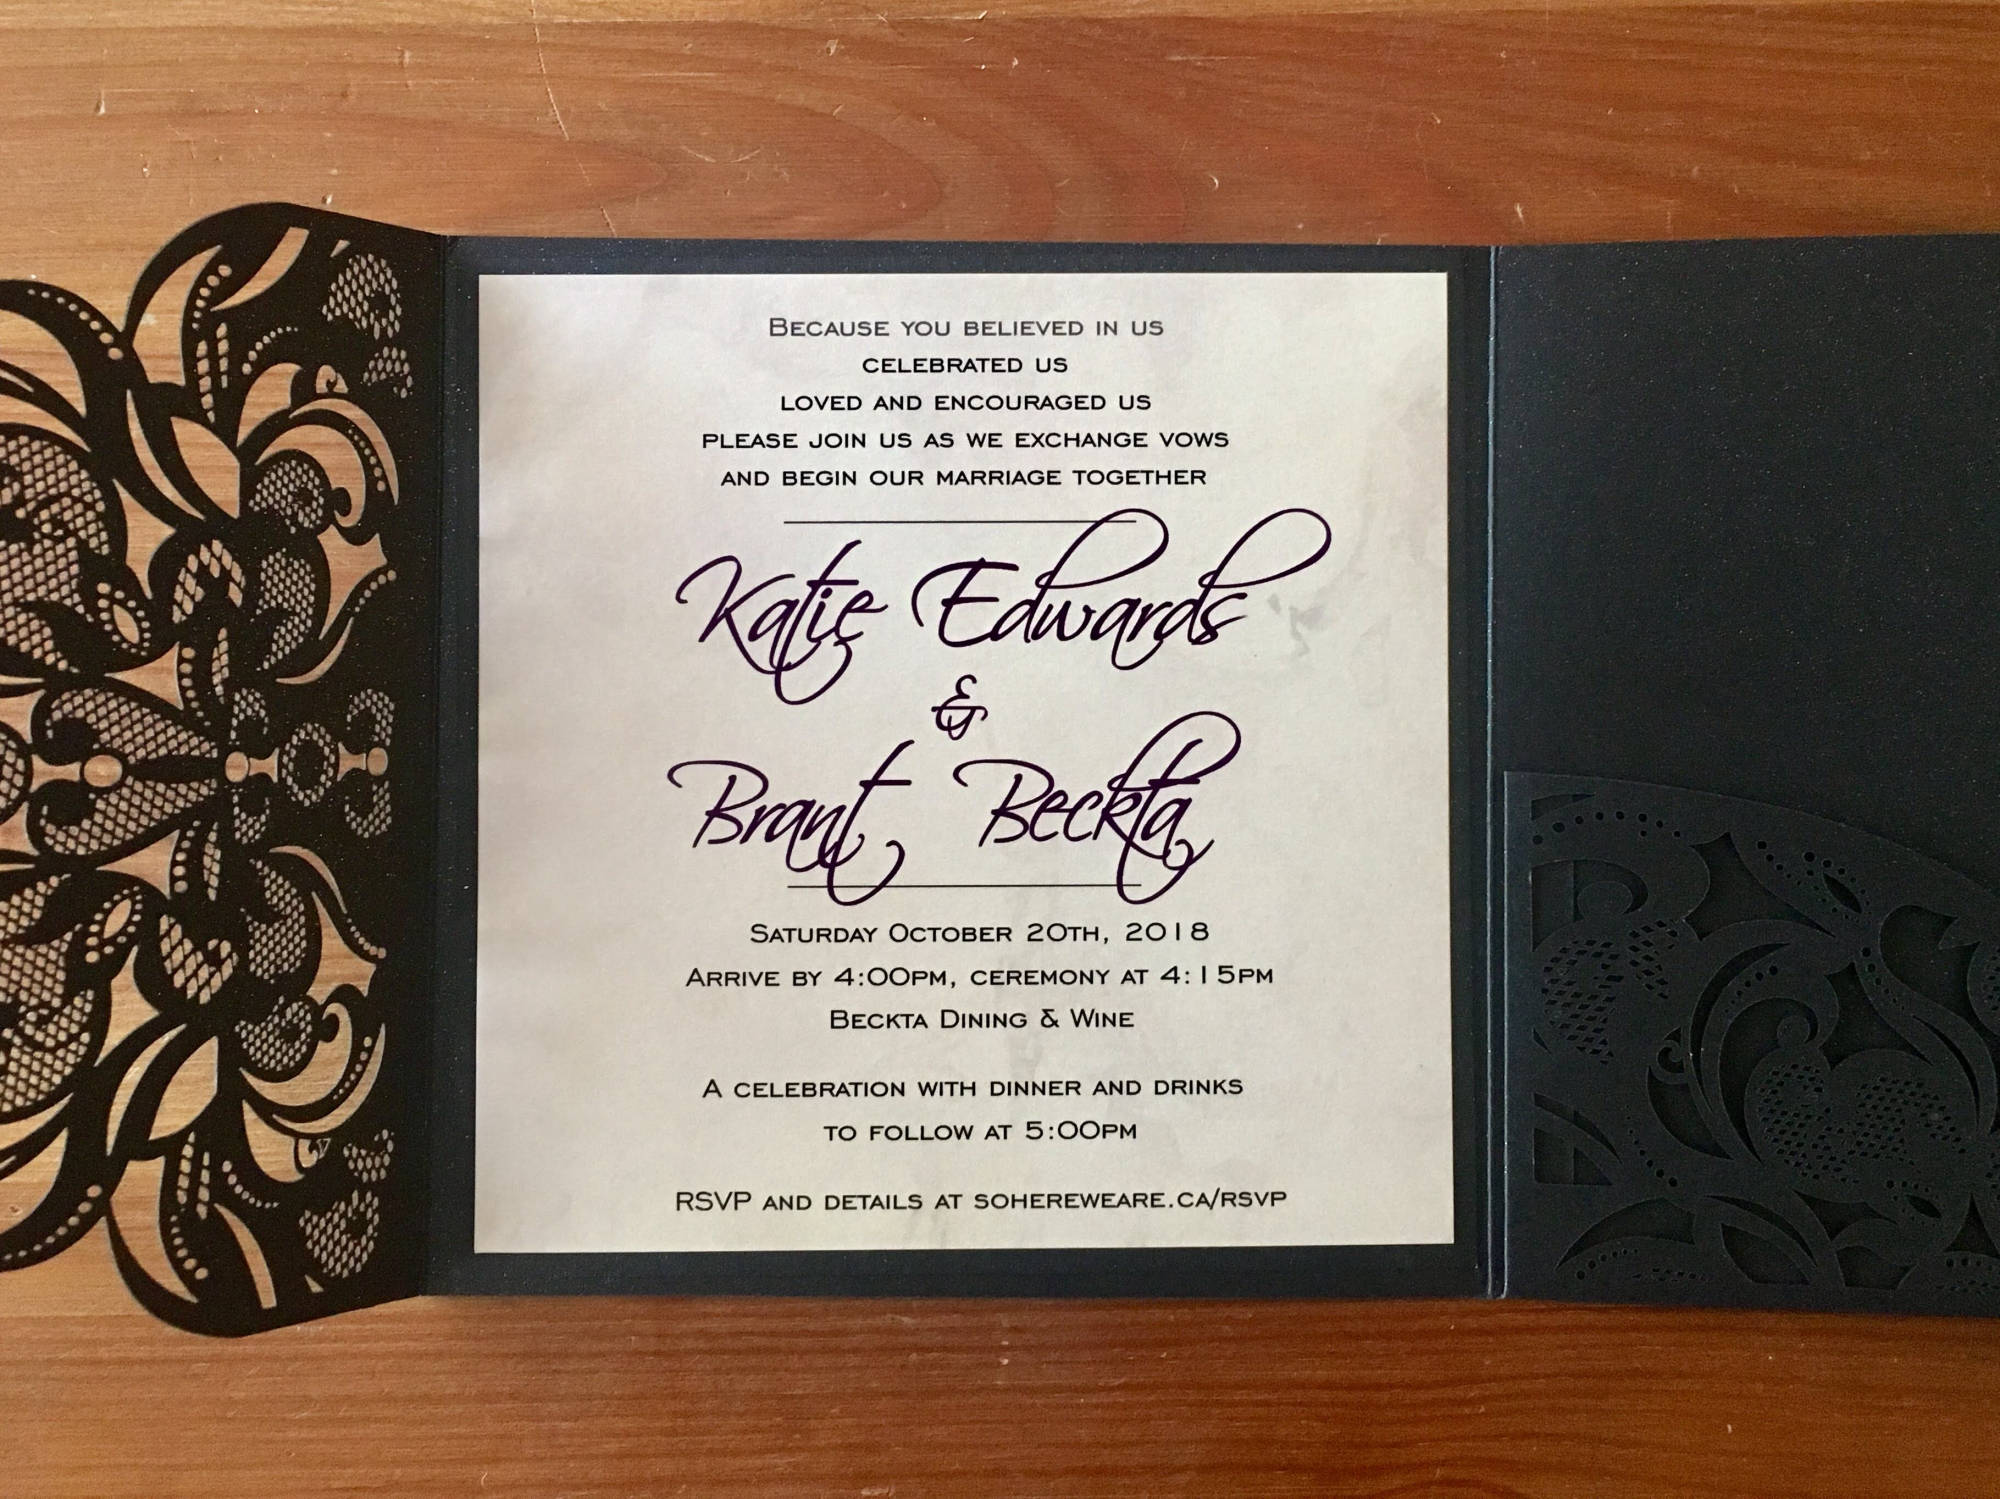 Because you believed in us
celebrated us
loved and encouraged us
please join us as we exchange vows
and begin our marriage together
Katie Edwards
&
Brant Beckta
Saturday October 20th, 2018
Arrive by 4:00pm, ceremony at 4:15pm
Beckta Dining & Wine
A celebration with dinner and drinks
to follow at 5:00pm
RSVP and details at sohereweare.ca/rsvp